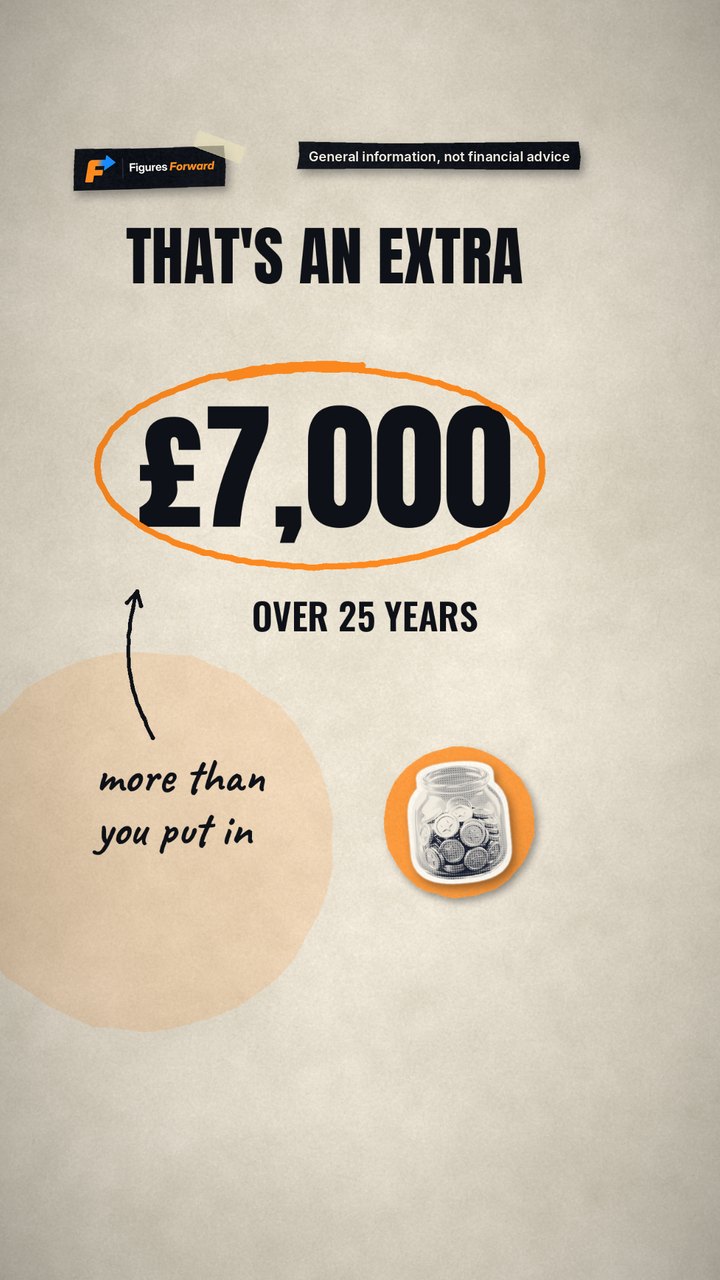 Figures Forward
General information, not financial advice
THAT'S AN EXTRA
£7,000
OVER 25 YEARS
more than
you put in